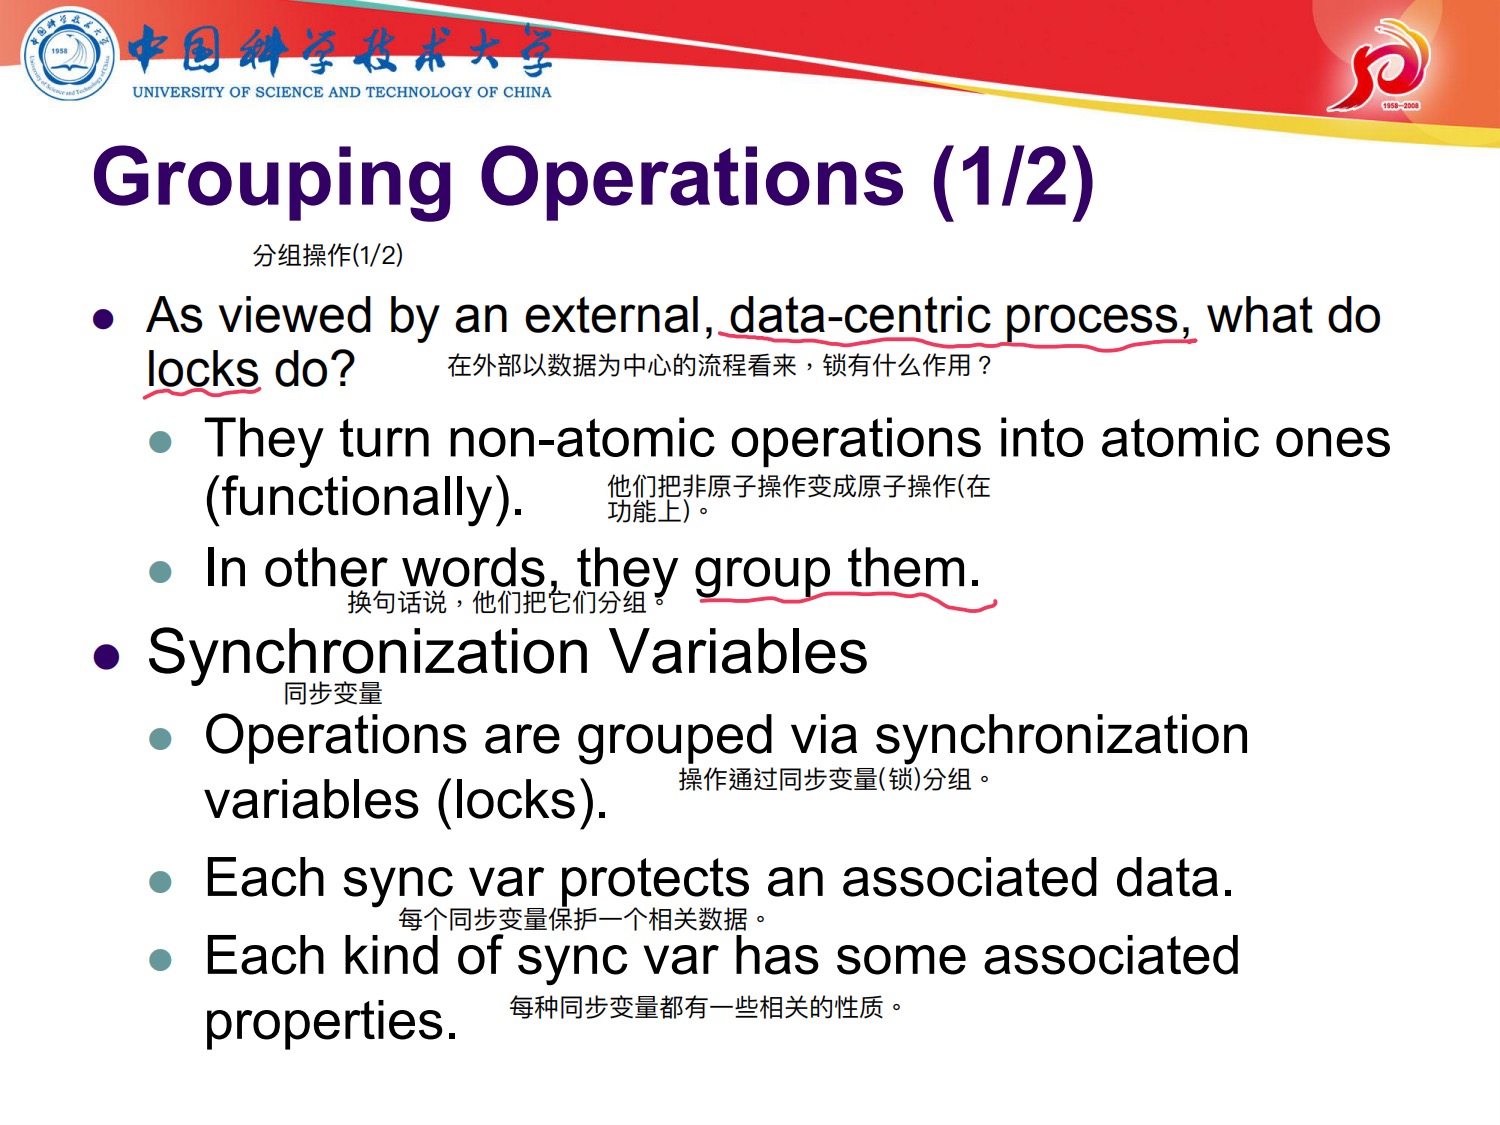 中国科学技术大学
UNIVERSITY OF SCIENCE AND TECHNOLOGY OF CHINA
1958
1958-2008
Grouping Operations (1/2)
分组操作(1/2)
As viewed by an external, data-centric process, what do
locks do?
在外部以数据为中心的流程看来，锁有什么作用？
They turn non-atomic operations into atomic ones
(functionally).
他们把非原子操作变成原子操作(在
功能上)。
In other words, they group them.
换句话说，他们把它们分组。
Synchronization Variables
同步变量
Operations are grouped via synchronization
variables (locks).
操作通过同步变量(锁)分组。
Each sync var protects an associated data.
每个同步变量保护一个相关数据。
Each kind of sync var has some associated
properties.
每种同步变量都有一些相关的性质。